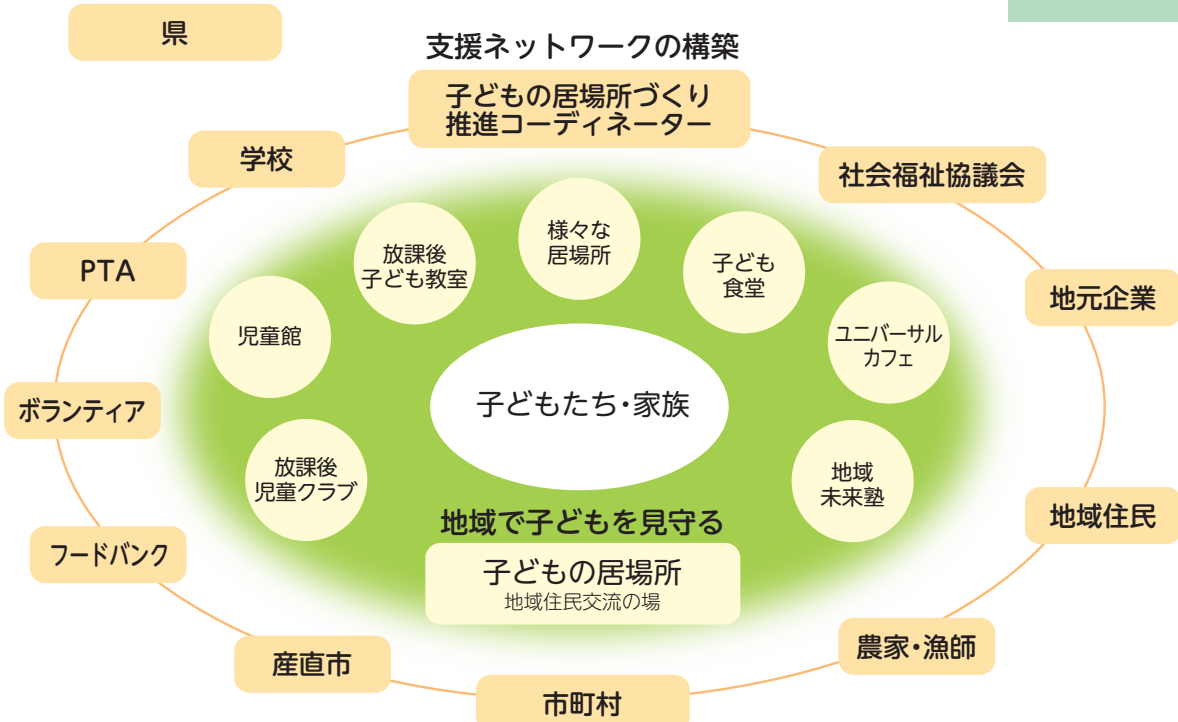 県
支援ネットワークの構築
子どもの居場所づくり
推進コーディネーター
学校
社会福祉協議会
PTA
地元企業
ボランティア
地域住民
フードバンク
農家・漁師
産直市
市町村
様々な
居場所
放課後
子ども教室
子ども
食堂
児童館
ユニバーサル
カフェ
放課後
児童クラブ
地域
未来塾
子どもたち・家族
地域で子どもを見守る
子どもの居場所
地域住民交流の場